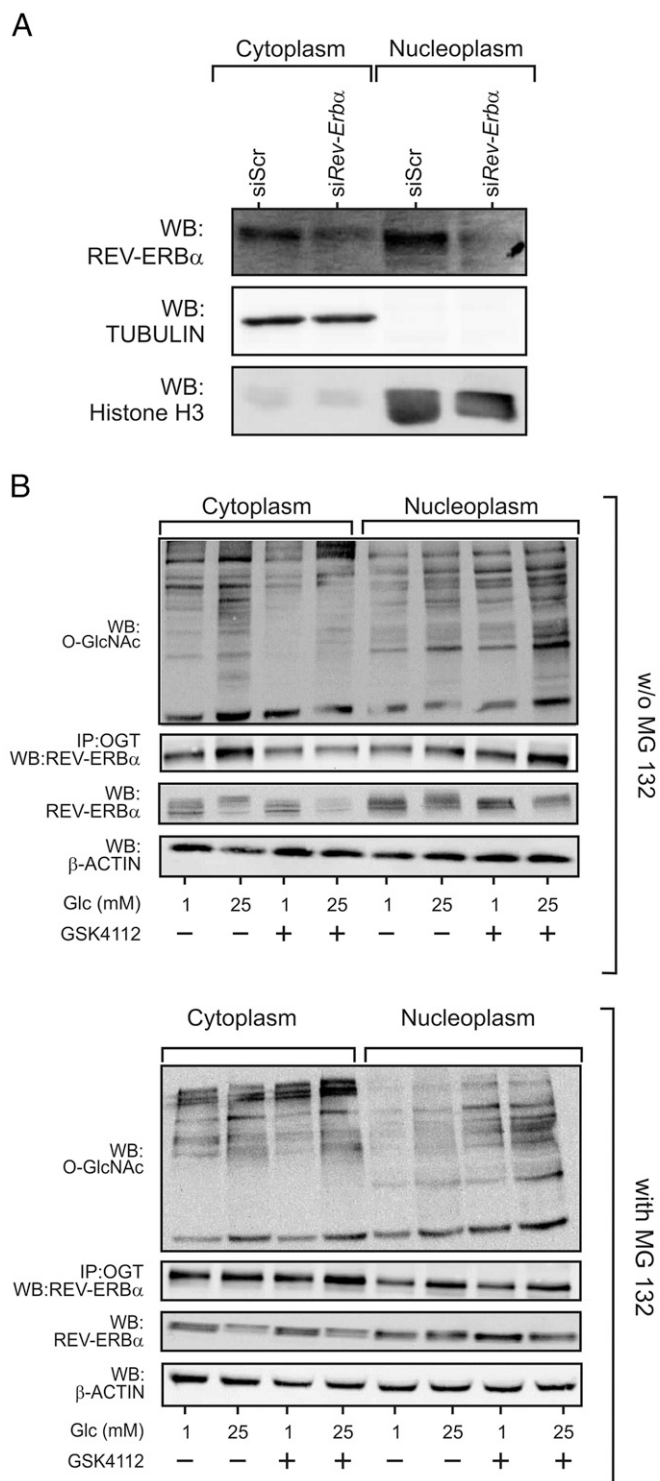 A
Cytoplasm Nucleoplasm
siScr siRev-Erbα siScr siRev-Erbα
WB:
REV-ERBα
WB:
TUBULIN
WB:
Histone H3
B
Cytoplasm Nucleoplasm
WB:
O-GlcNAc
IP:OGT
WB:REV-ERBα
WB:
REV-ERBα
WB:
β-ACTIN
Glc (mM) 1 25 1 25 1 25 1 25
GSK4112 − − + + − − + +
w/o MG 132
Cytoplasm Nucleoplasm
WB:
O-GlcNAc
IP:OGT
WB:REV-ERBα
WB:
REV-ERBα
WB:
β-ACTIN
Glc (mM) 1 25 1 25 1 25 1 25
GSK4112 − − + + − − + +
with MG 132